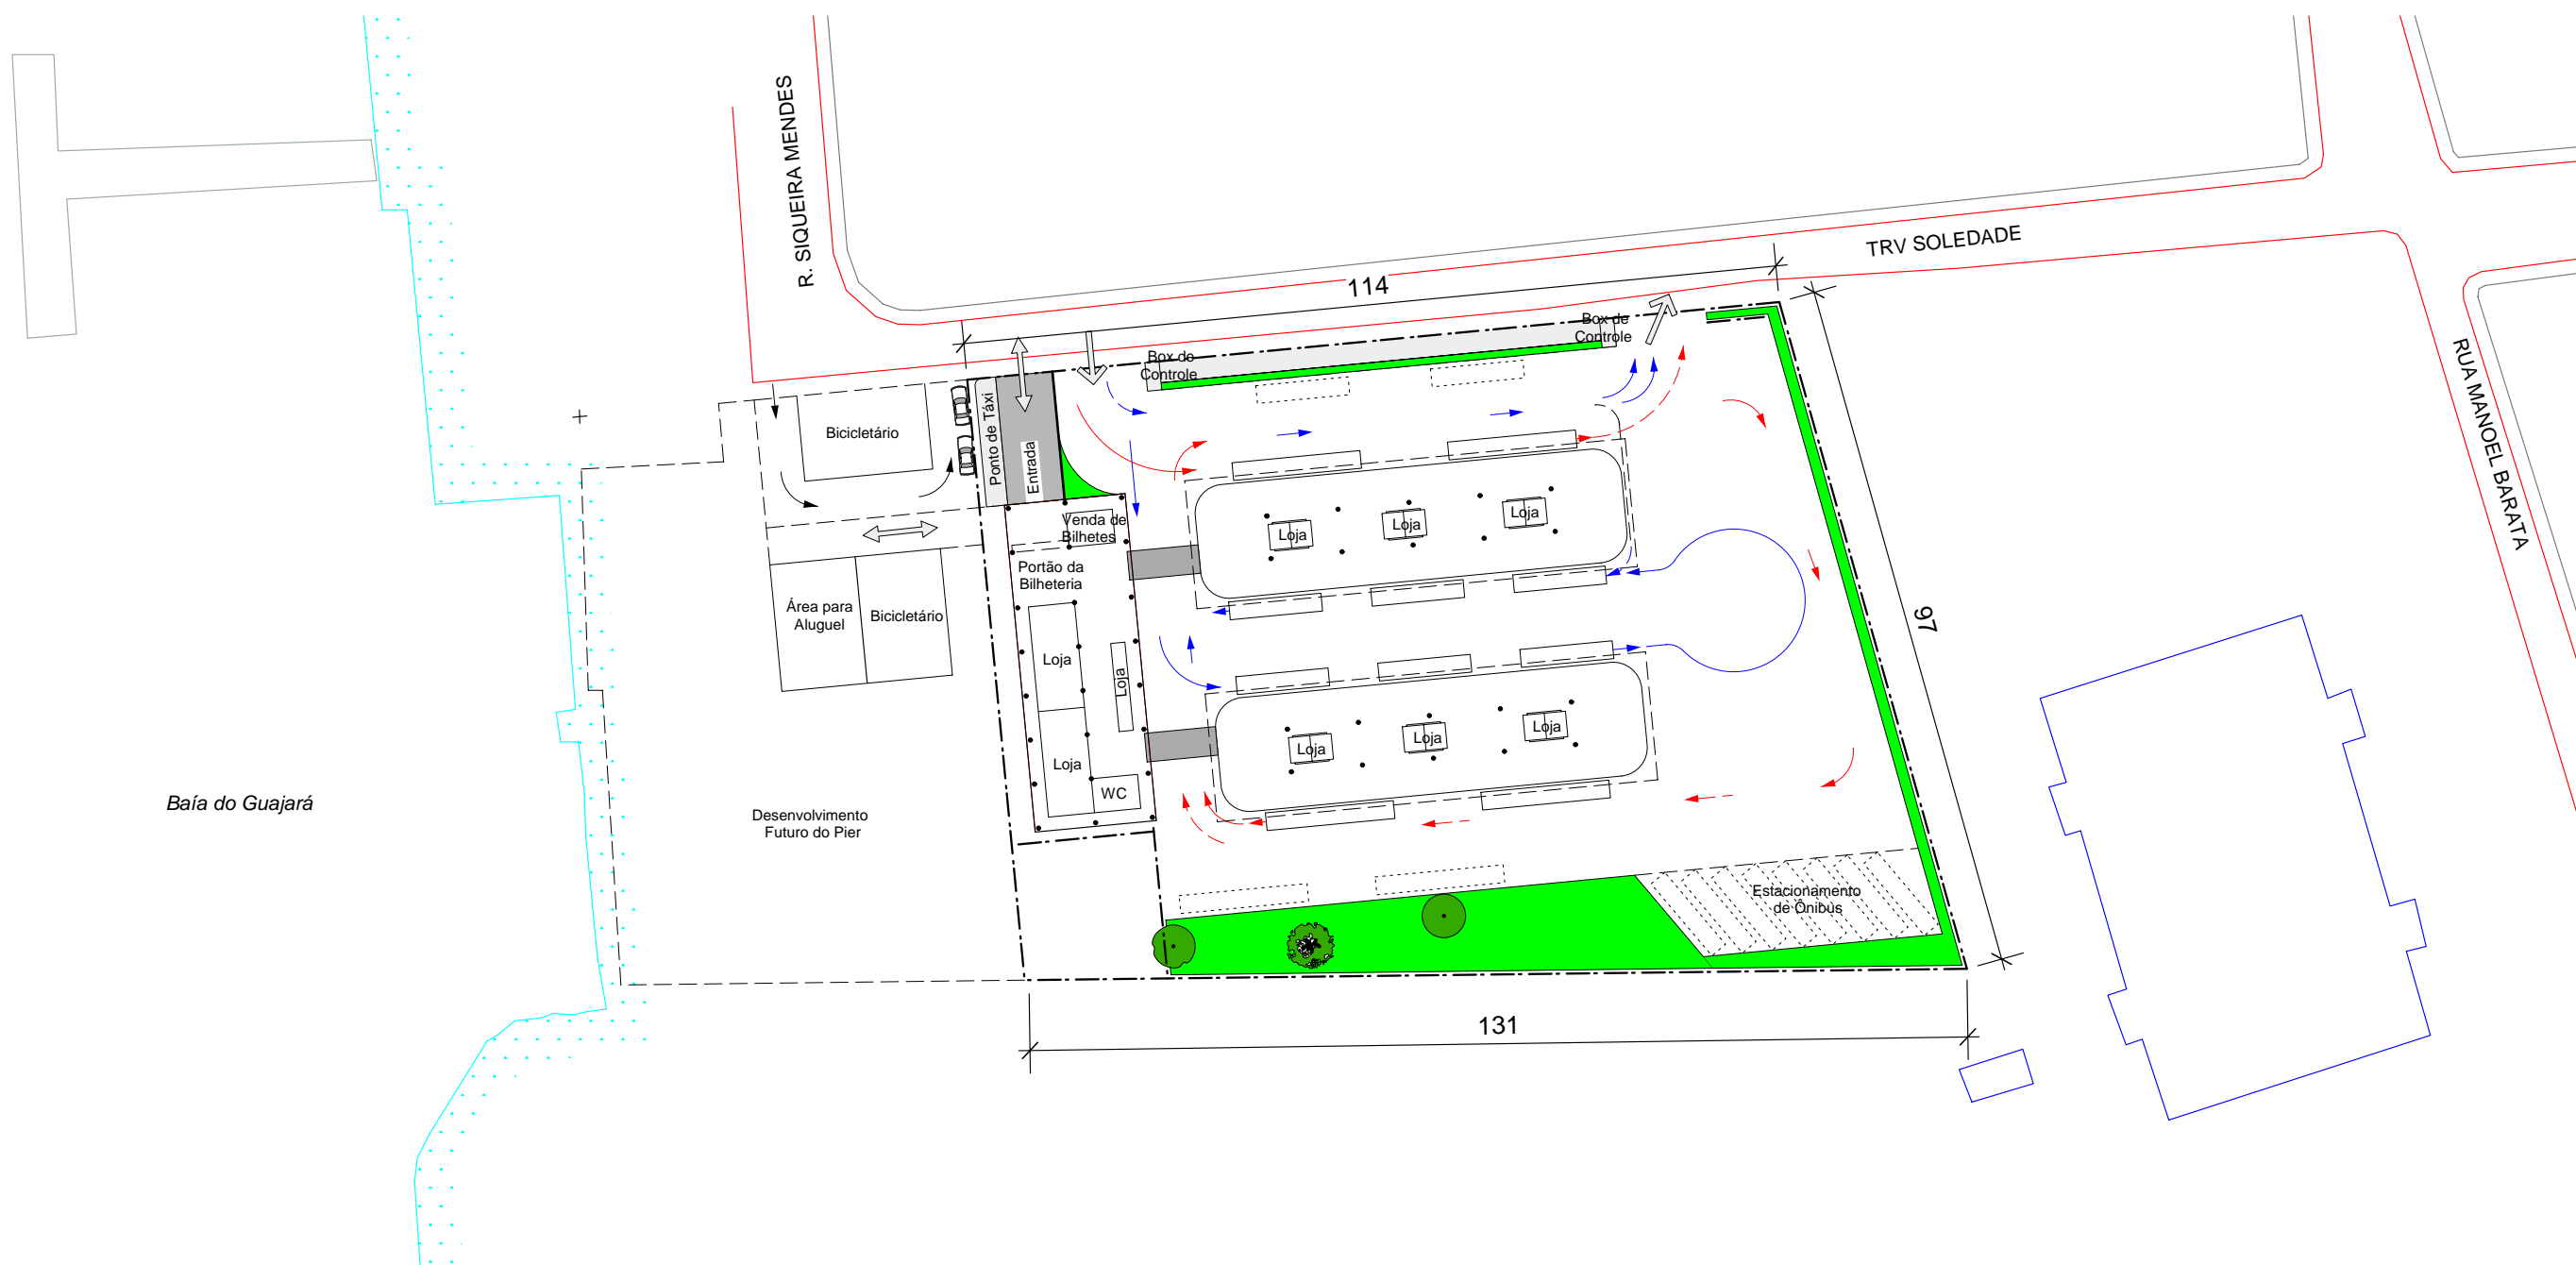 R. SIQUEIRA MENDES
TRV SOLEDADE
RUA MANOEL BARATA
114
Box de
Controle
Box de
Controle
Ponto de Táxi
Entrada
Bicicletário
Venda de
Bilhetes
Portão da
Bilheteria
Loja
Loja
Loja
97
Área para
Aluguel
Bicicletário
Loja
Loja
Loja
Loja
Loja
Loja
WC
Baía do Guajará
Desenvolvimento
Futuro do Pier
Estacionamento
de Ônibus
131